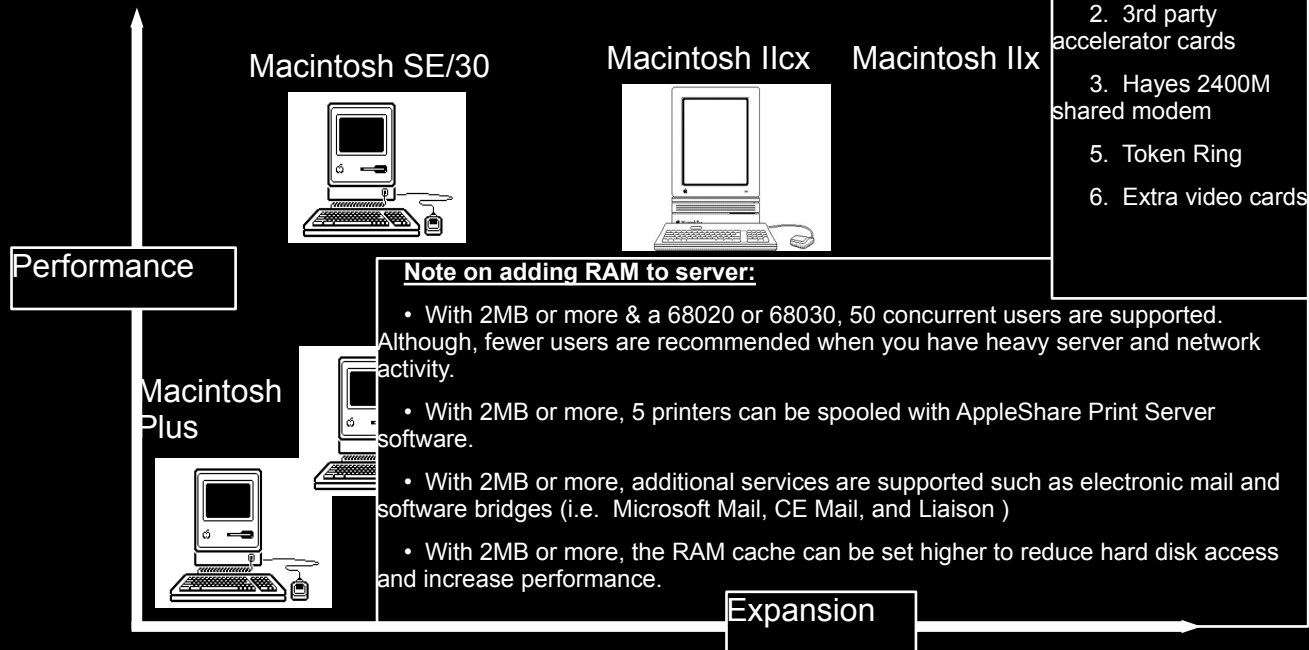 2. 3rd party
accelerator cards
3. Hayes 2400M
shared modem
5. Token Ring
6. Extra video cards
Macintosh SE/30
Macintosh IIcx
Macintosh IIx
Performance
Note on adding RAM to server:
• With 2MB or more & a 68020 or 68030, 50 concurrent users are supported.
Although, fewer users are recommended when you have heavy server and network
activity.
• With 2MB or more, 5 printers can be spooled with AppleShare Print Server
software.
• With 2MB or more, additional services are supported such as electronic mail and
software bridges (i.e. Microsoft Mail, CE Mail, and Liaison )
• With 2MB or more, the RAM cache can be set higher to reduce hard disk access
and increase performance.
Macintosh
Plus
Expansion